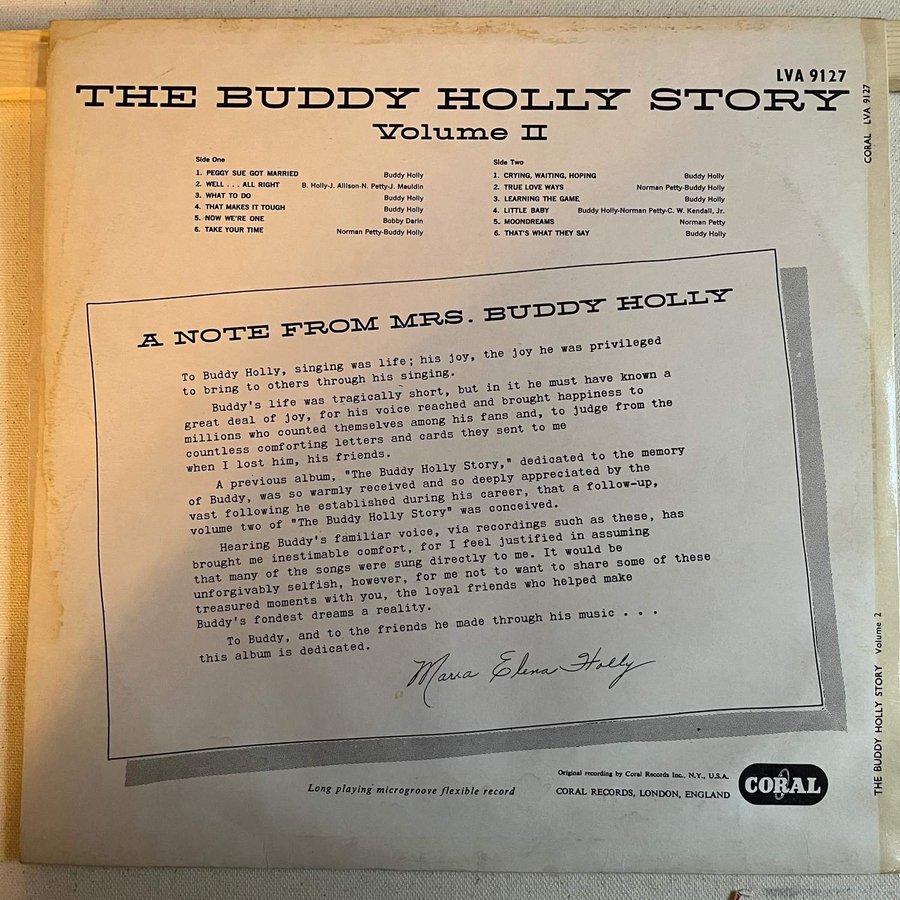 LVA 9127
THE BUDDY HOLLY STORY
Volume II
Side One
1. PEGGY SUE GOT MARRIED Buddy Holly
2. WELL . . . ALL RIGHT B. Holly-J. Allison-N. Petty-J. Mauldin
3. WHAT TO DO Buddy Holly
4. THAT MAKES IT TOUGH Buddy Holly
5. NOW WE'RE ONE Bobby Darin
6. TAKE YOUR TIME Norman Petty-Buddy Holly
Side Two
1. CRYING, WAITING, HOPING Buddy Holly
2. TRUE LOVE WAYS Norman Petty-Buddy Holly
3. LEARNING THE GAME Buddy Holly
4. LITTLE BABY Buddy Holly-Norman Petty-C. W. Kendall, Jr.
5. MOONDREAMS Norman Petty
6. THAT'S WHAT THEY SAY Buddy Holly
A NOTE FROM MRS. BUDDY HOLLY
To Buddy Holly, singing was life; his joy, the joy he was privileged
to bring to others through his singing.
Buddy's life was tragically short, but in it he must have known a
great deal of joy, for his voice reached and brought happiness to
millions who counted themselves among his fans and, to judge from the
countless comforting letters and cards they sent to me
when I lost him, his friends.
A previous album, "The Buddy Holly Story," dedicated to the memory
of Buddy, was so warmly received and so deeply appreciated by the
vast following he established during his career, that a follow-up,
volume two of "The Buddy Holly Story" was conceived.
Hearing Buddy's familiar voice, via recordings such as these, has
brought me inestimable comfort, for I feel justified in assuming
that many of the songs were sung directly to me. It would be
unforgivably selfish, however, for me not to want to share some of these
treasured moments with you, the loyal friends who helped make
Buddy's fondest dreams a reality.
To Buddy, and to the friends he made through his music . . .
this album is dedicated.
Maria Elena Holly
Long playing microgroove flexible record
Original recording by Coral Records Inc., N.Y., U.S.A.
CORAL RECORDS, LONDON, ENGLAND
CORAL
CORAL LVA 9127
THE BUDDY HOLLY STORY Volume 2